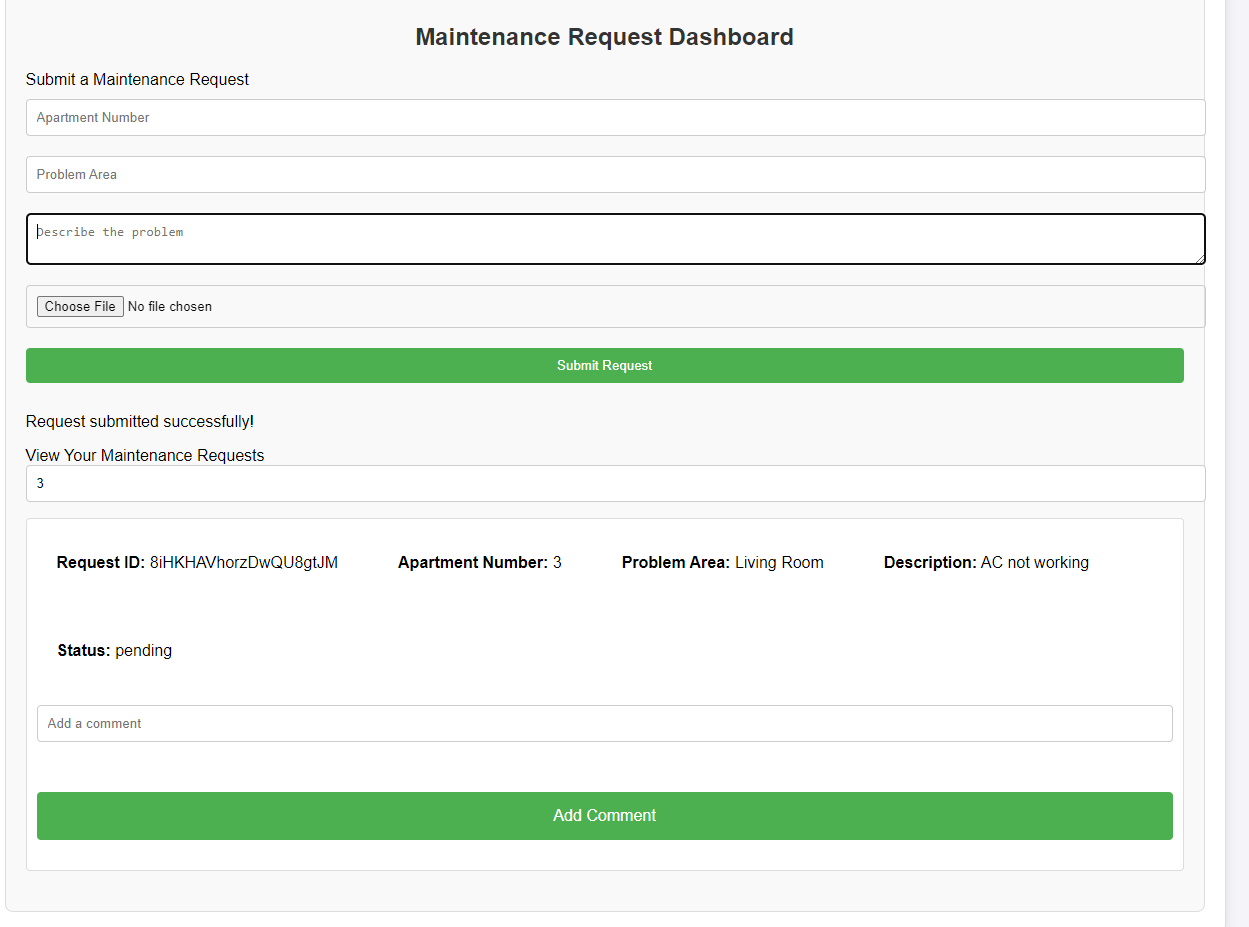 Maintenance Request Dashboard
Submit a Maintenance Request
Apartment Number
Problem Area
Describe the problem
Choose File No file chosen
Submit Request
Request submitted successfully!
View Your Maintenance Requests
3
Request ID: 8iHKHAVhorzDwQU8gtJM Apartment Number: 3 Problem Area: Living Room Description: AC not working
Status: pending
Add a comment
Add Comment